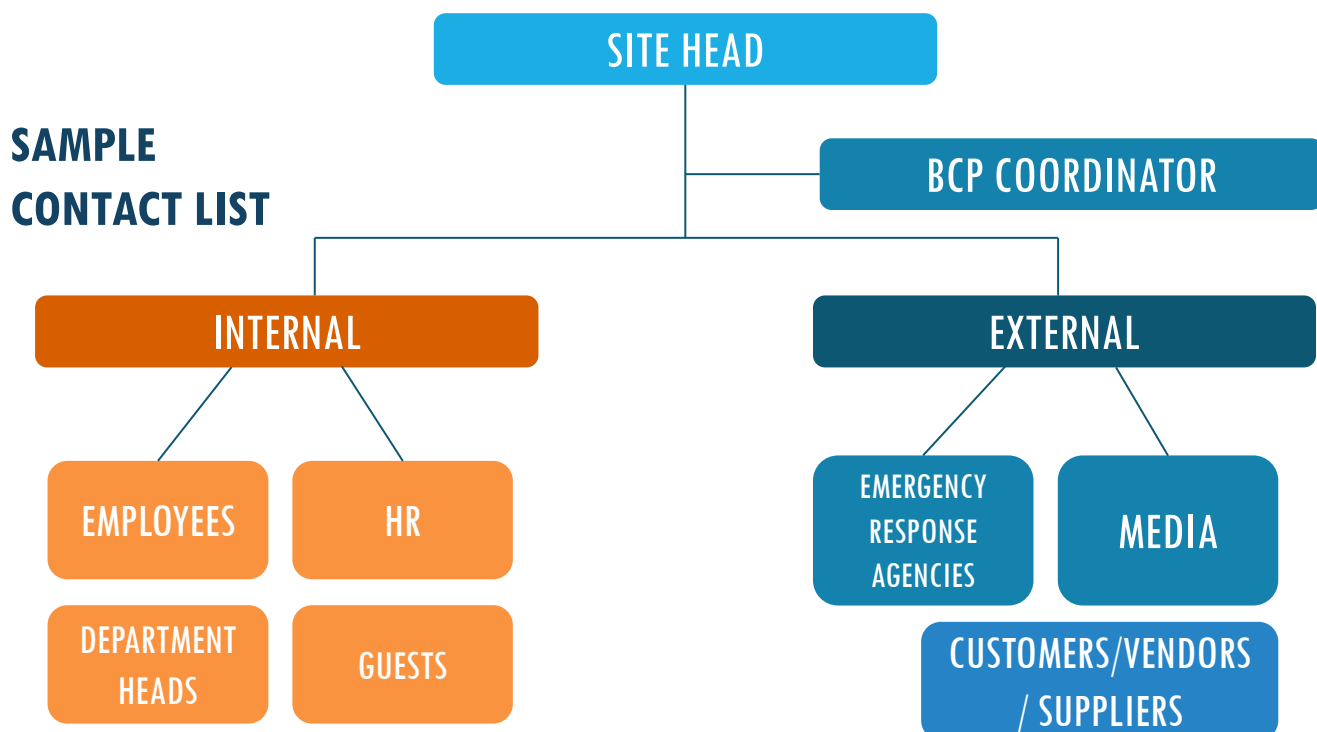 SITE HEAD
SAMPLE
CONTACT LIST
BCP COORDINATOR
INTERNAL
EXTERNAL
EMPLOYEES
HR
EMERGENCY
RESPONSE
AGENCIES
MEDIA
DEPARTMENT
HEADS
GUESTS
CUSTOMERS/VENDORS
/ SUPPLIERS